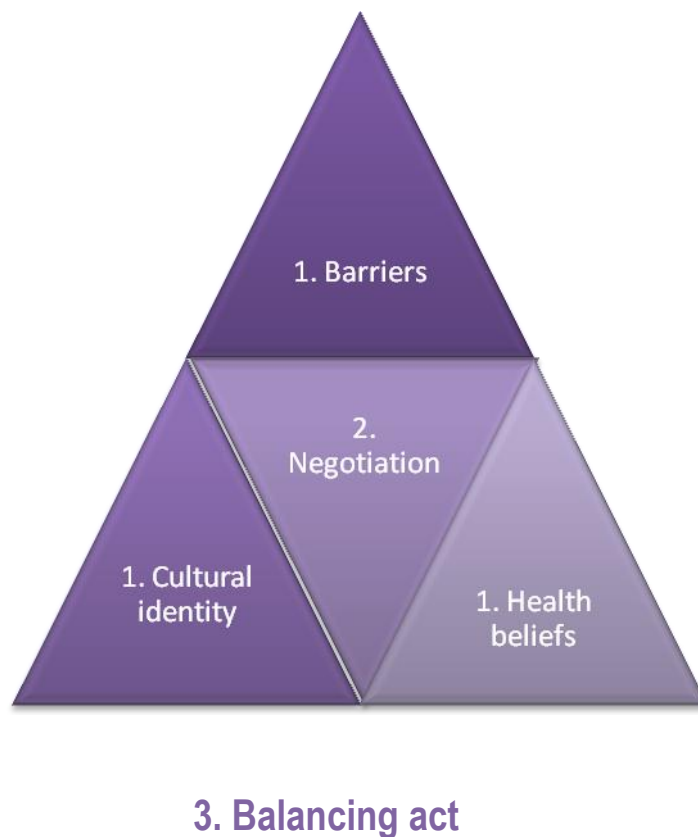 1. Barriers
2.
Negotiation
1. Cultural
identity
1. Health
beliefs
3. Balancing act